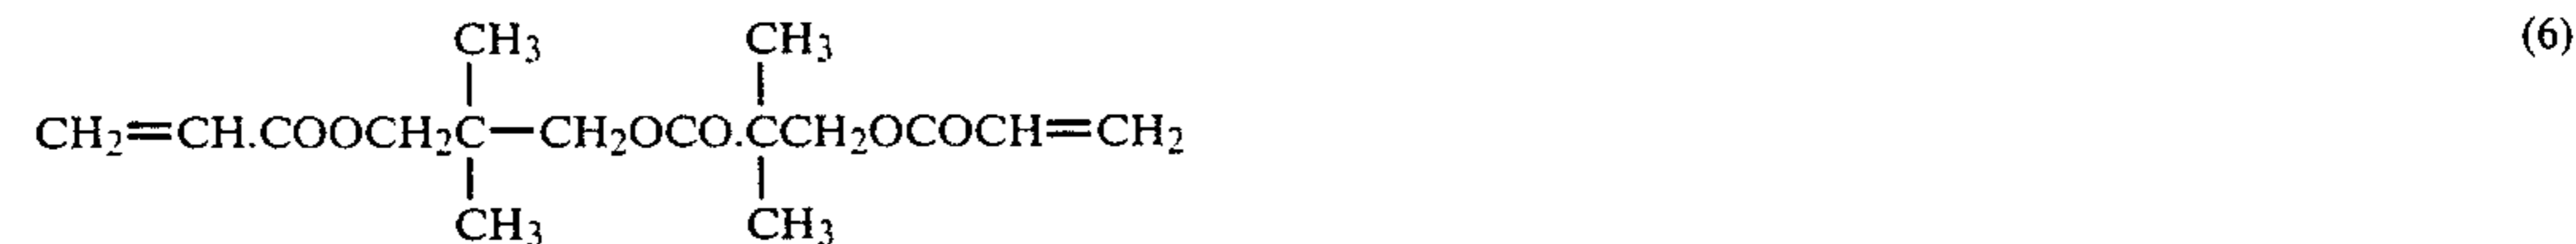 CH3 CH3 (6)
CH2=CH.COOCH2C—CH2OCO.CCH2OCOCH=CH2
CH3 CH3